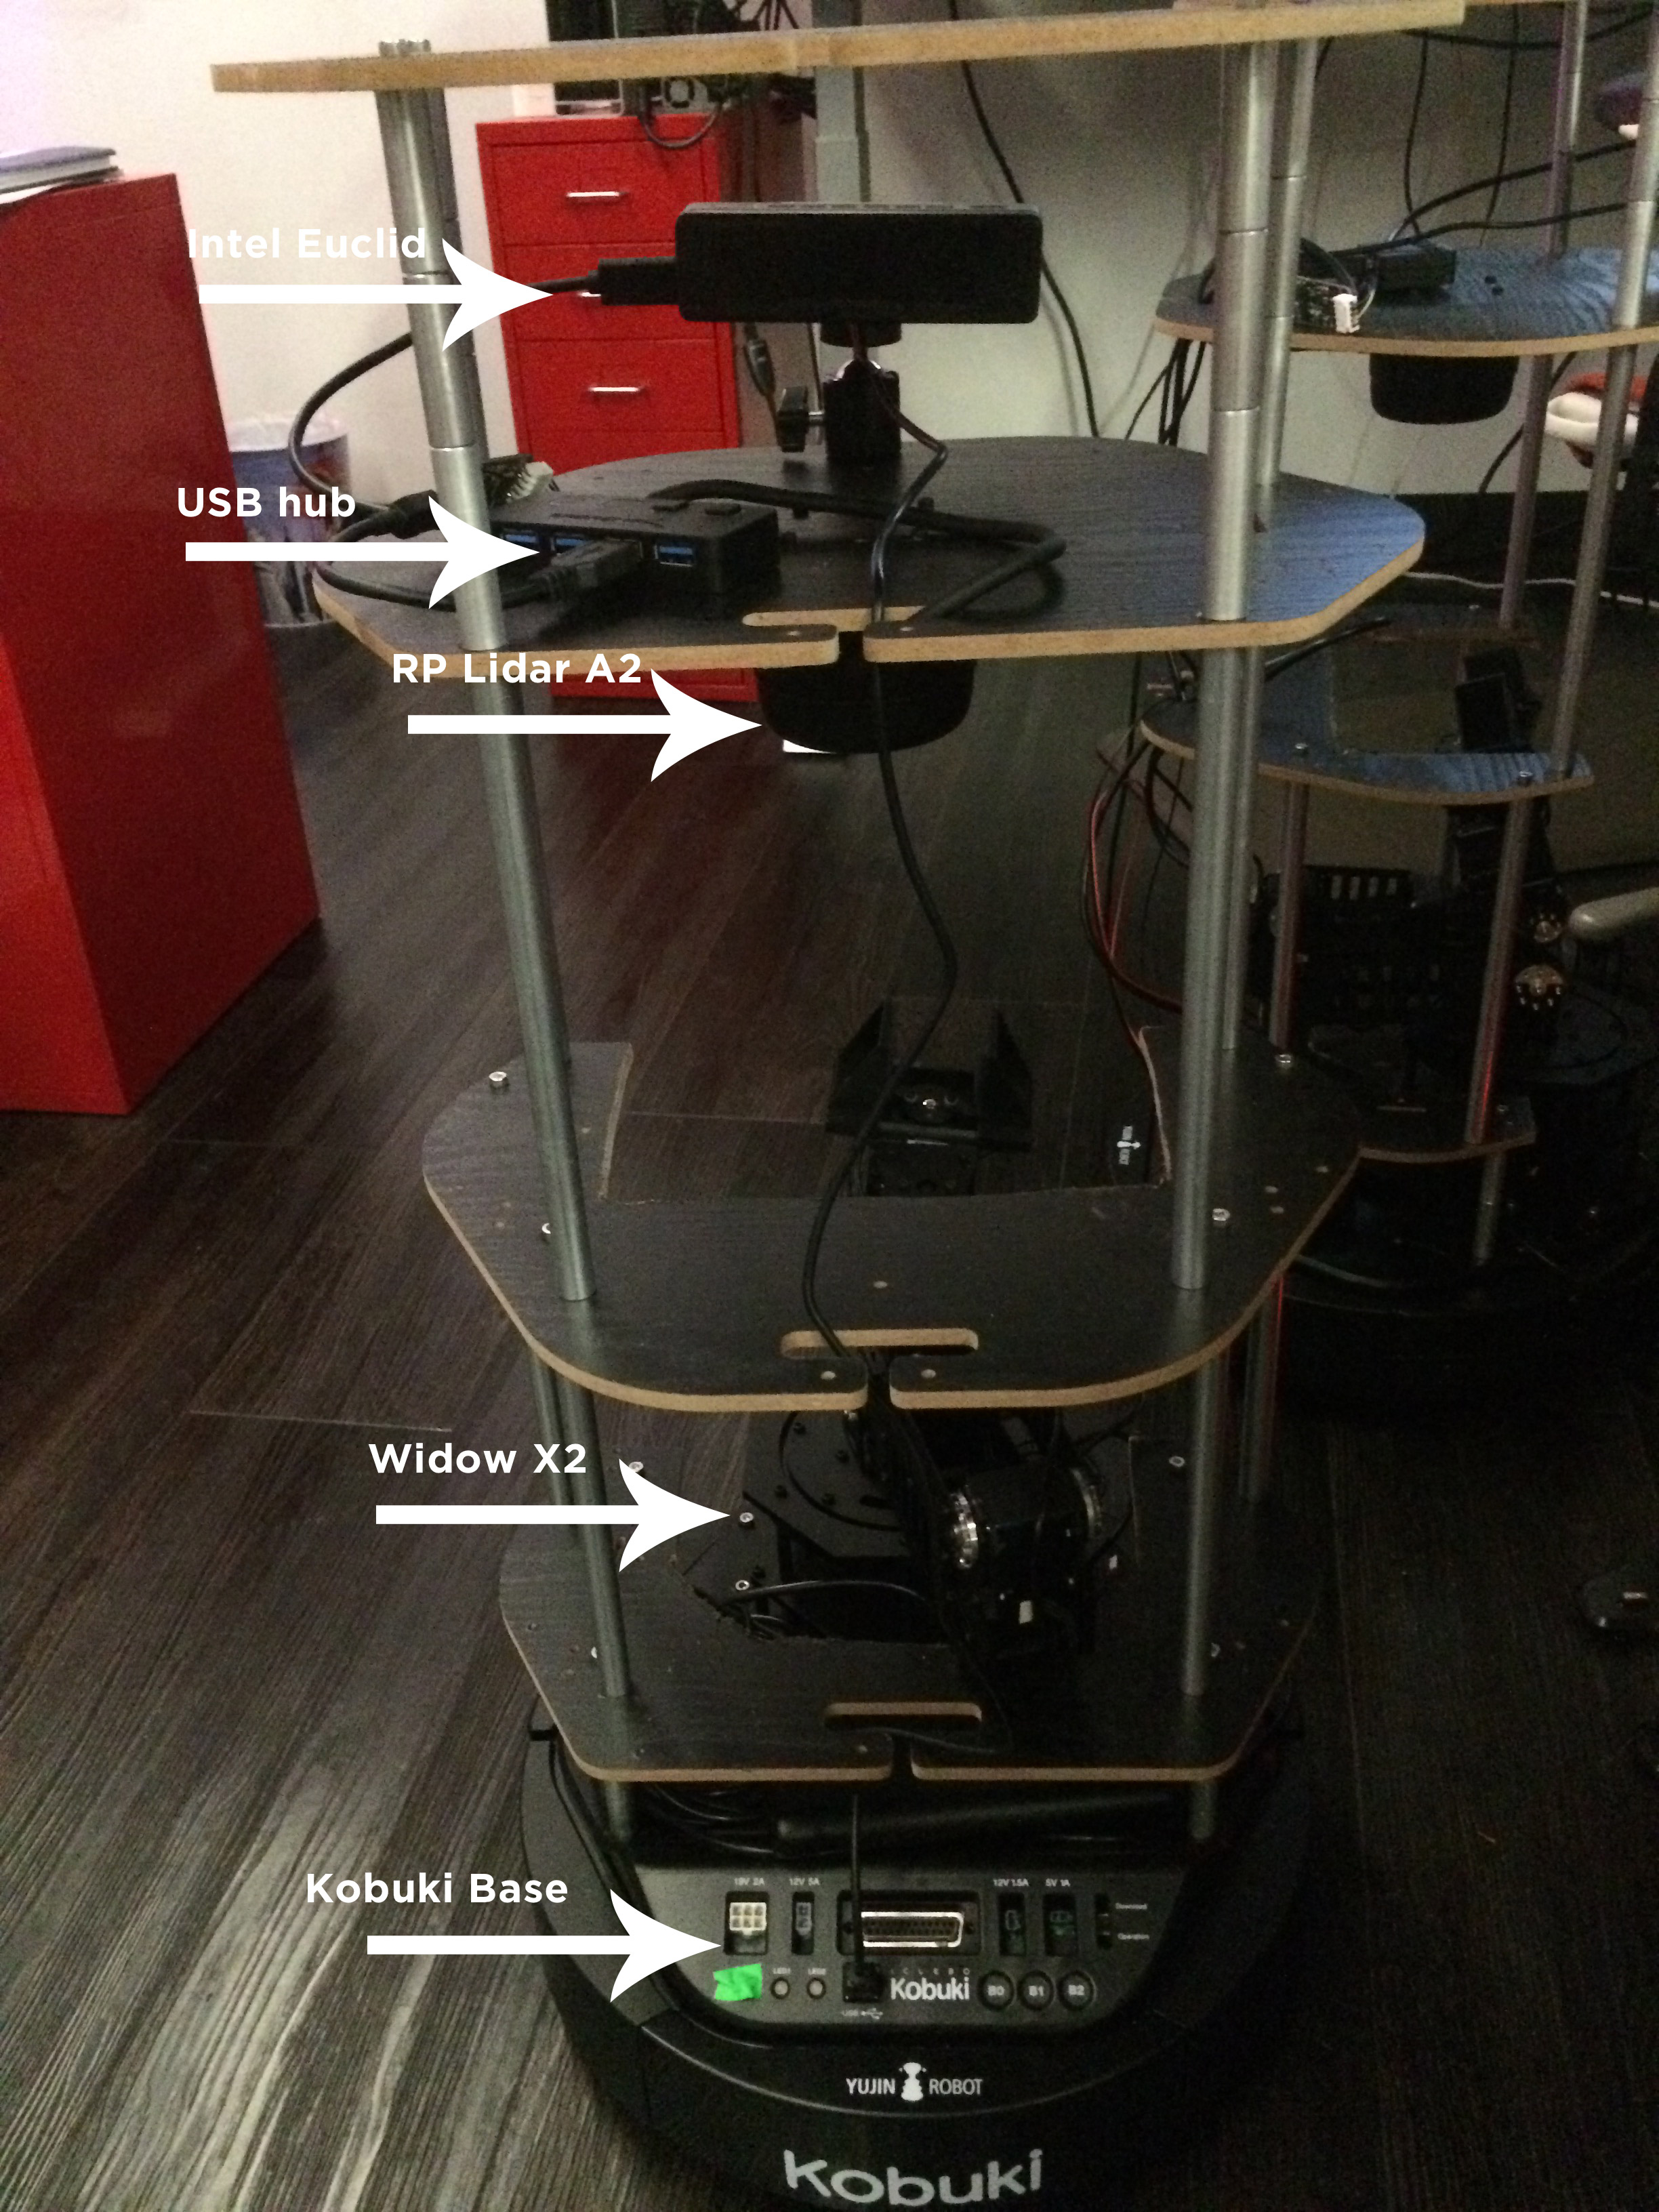 Intel Euclid
USB hub
RP Lidar A2
Widow X2
Kobuki Base
19V 2A 12V 5A 12V 1.5A 5V 1A
Download
Operation
LED1 LED2 Kobuki B0 B1 B2
USB
YUJIN ROBOT
kobuki